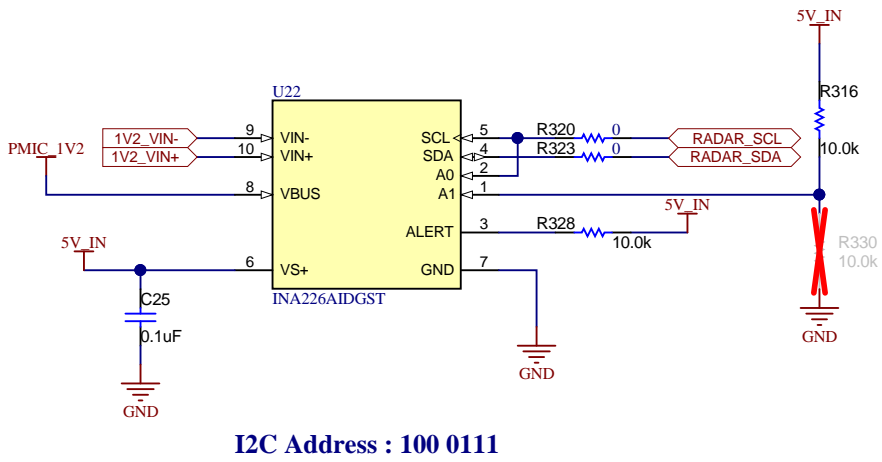 5V_IN
U22
R316
10.0k
1V2_VIN-
1V2_VIN+
PMIC_1V2
9
10
8
6
VIN-
VIN+
VBUS
VS+
SCL
SDA
A0
A1
ALERT
GND
5
4
2
1
3
7
R320
0
R323
0
RADAR_SCL
RADAR_SDA
R328
10.0k
5V_IN
R330
10.0k
GND
5V_IN
C25
0.1uF
GND
INA226AIDGST
GND
I2C Address : 100 0111